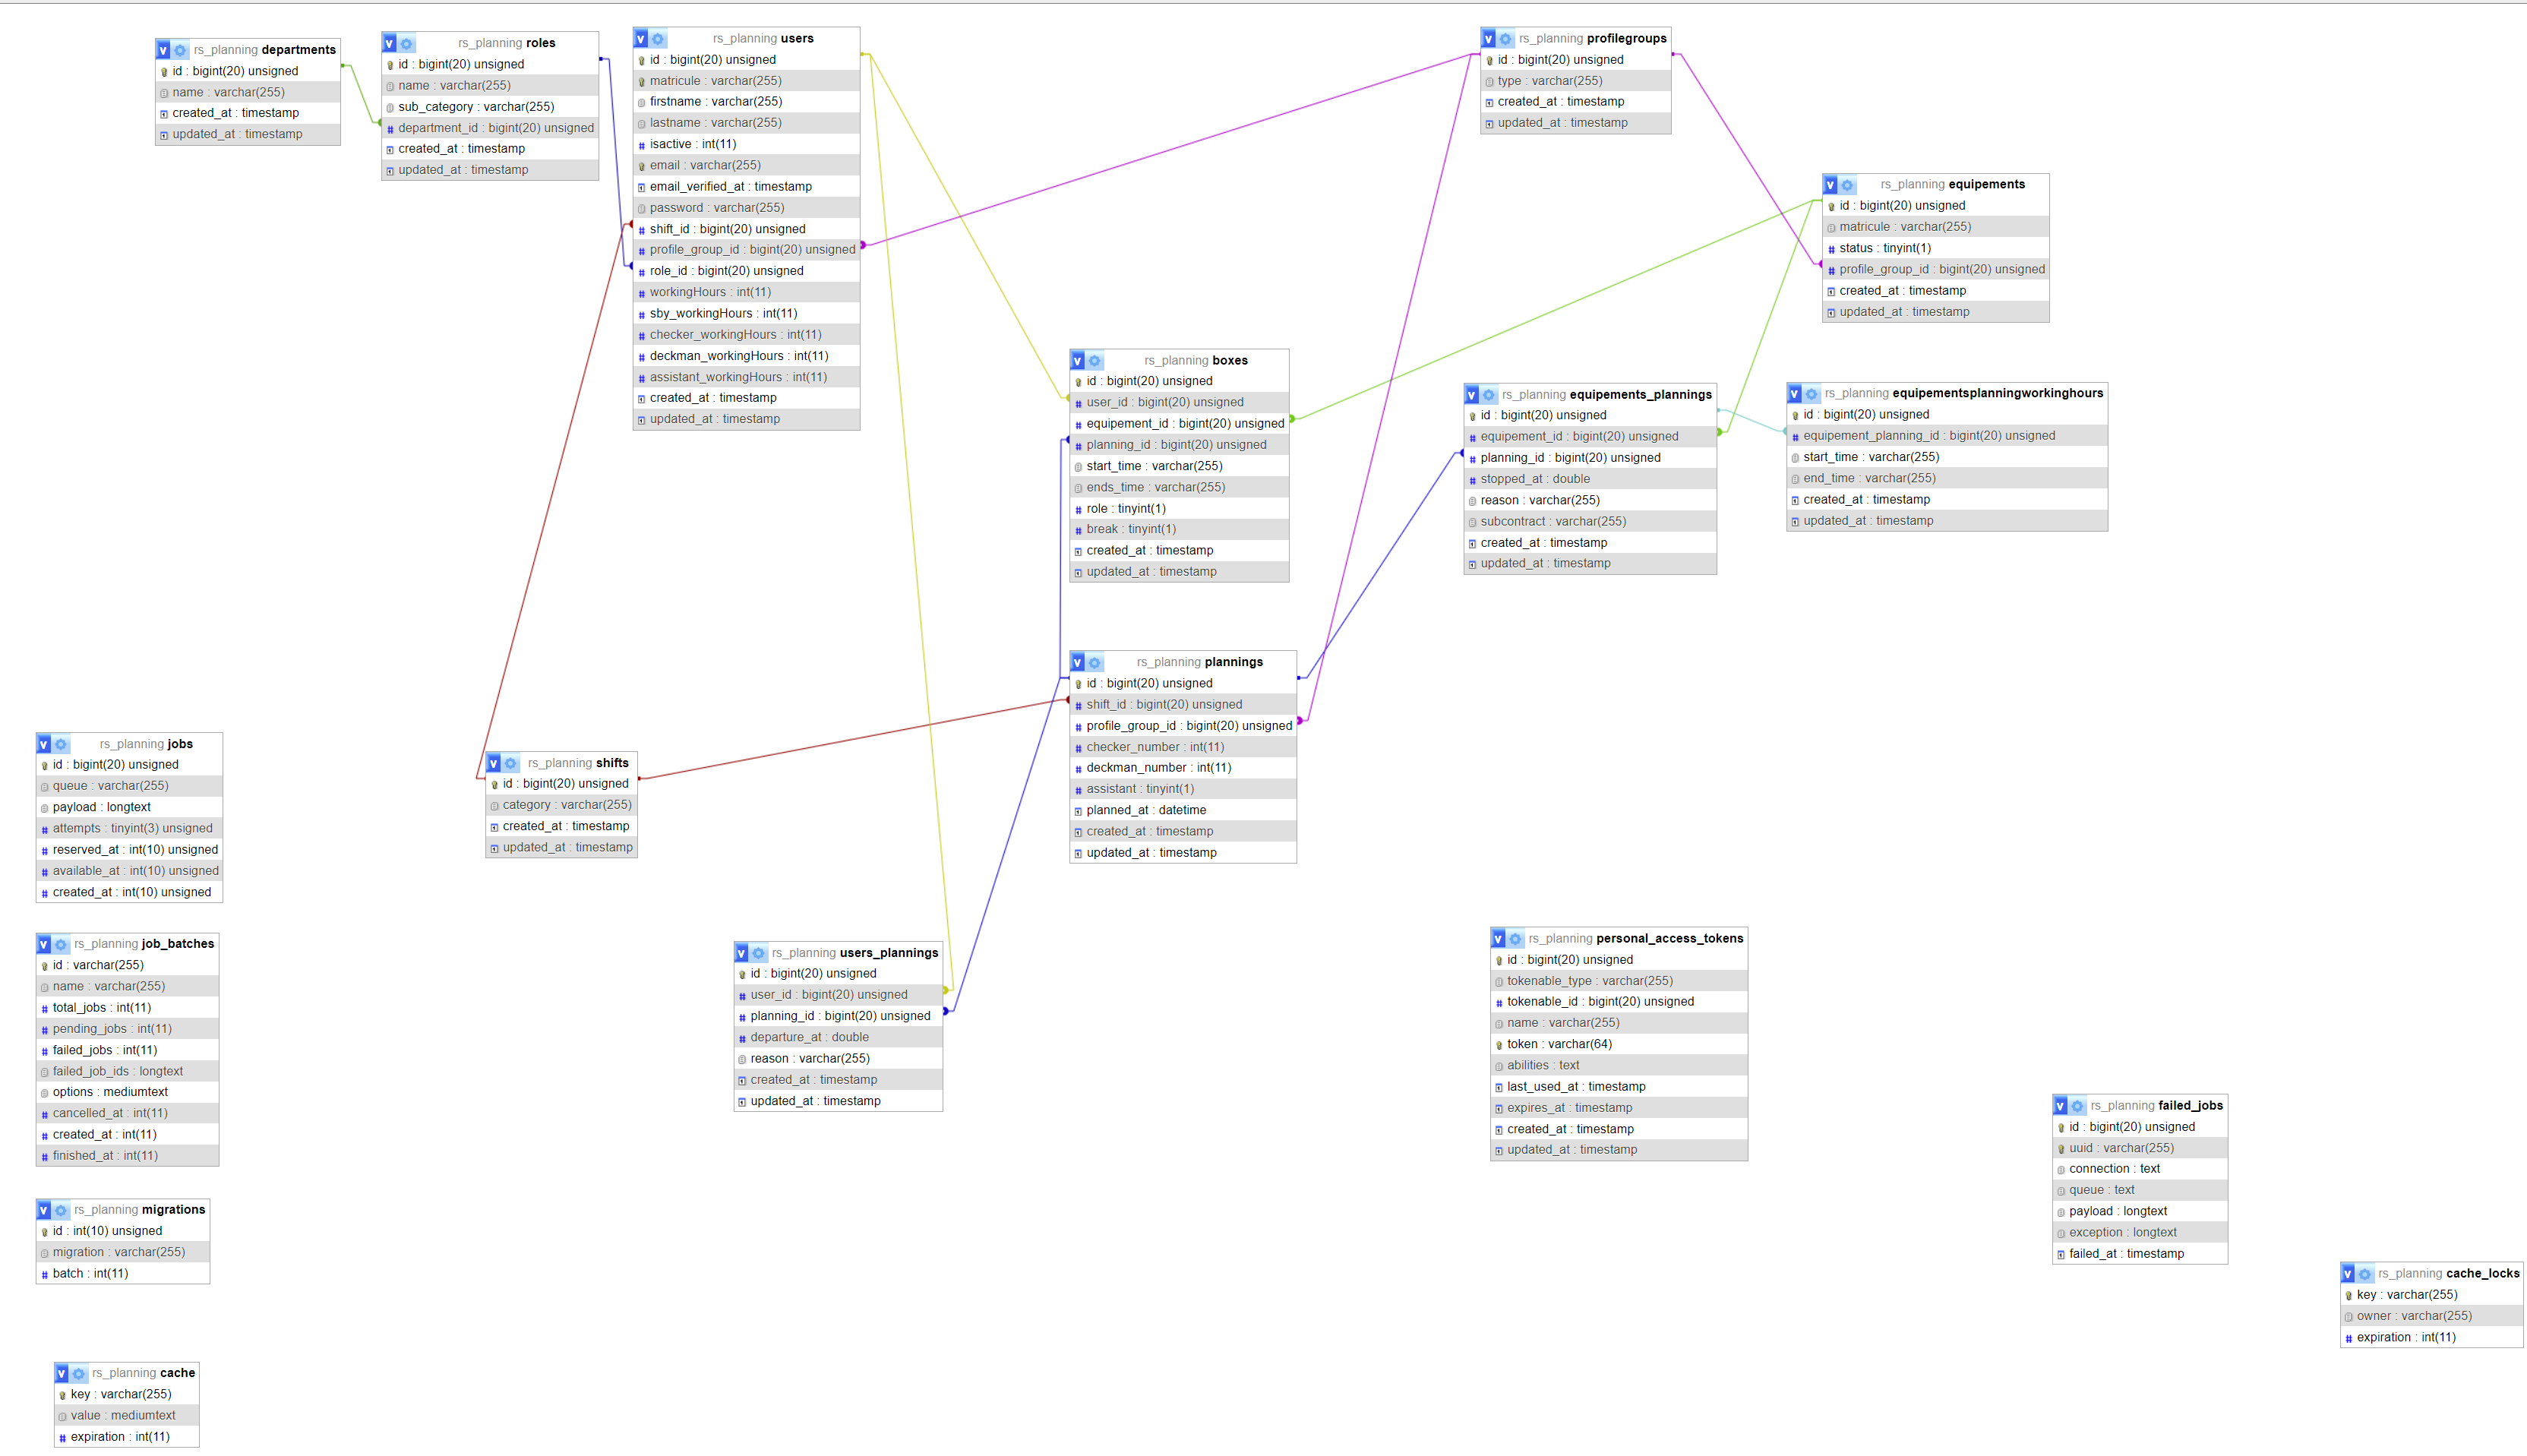 rs_planning departments
id : bigint(20) unsigned
name : varchar(255)
created_at : timestamp
updated_at : timestamp
rs_planning roles
id : bigint(20) unsigned
name : varchar(255)
sub_category : varchar(255)
department_id : bigint(20) unsigned
created_at : timestamp
updated_at : timestamp
rs_planning users
id : bigint(20) unsigned
matricule : varchar(255)
firstname : varchar(255)
lastname : varchar(255)
isactive : int(11)
email : varchar(255)
email_verified_at : timestamp
password : varchar(255)
shift_id : bigint(20) unsigned
profile_group_id : bigint(20) unsigned
role_id : bigint(20) unsigned
workingHours : int(11)
sby_workingHours : int(11)
checker_workingHours : int(11)
deckman_workingHours : int(11)
assistant_workingHours : int(11)
created_at : timestamp
updated_at : timestamp
rs_planning profilegroups
id : bigint(20) unsigned
type : varchar(255)
created_at : timestamp
updated_at : timestamp
rs_planning equipements
id : bigint(20) unsigned
matricule : varchar(255)
status : tinyint(1)
profile_group_id : bigint(20) unsigned
created_at : timestamp
updated_at : timestamp
rs_planning boxes
id : bigint(20) unsigned
user_id : bigint(20) unsigned
equipement_id : bigint(20) unsigned
planning_id : bigint(20) unsigned
start_time : varchar(255)
ends_time : varchar(255)
role : tinyint(1)
break : tinyint(1)
created_at : timestamp
updated_at : timestamp
rs_planning equipements_plannings
id : bigint(20) unsigned
equipement_id : bigint(20) unsigned
planning_id : bigint(20) unsigned
stopped_at : double
reason : varchar(255)
subcontract : varchar(255)
created_at : timestamp
updated_at : timestamp
rs_planning equipementsplanningworkinghours
id : bigint(20) unsigned
equipement_planning_id : bigint(20) unsigned
start_time : varchar(255)
end_time : varchar(255)
created_at : timestamp
updated_at : timestamp
rs_planning plannings
id : bigint(20) unsigned
shift_id : bigint(20) unsigned
profile_group_id : bigint(20) unsigned
checker_number : int(11)
deckman_number : int(11)
assistant : tinyint(1)
planned_at : datetime
created_at : timestamp
updated_at : timestamp
rs_planning jobs
id : bigint(20) unsigned
queue : varchar(255)
payload : longtext
attempts : tinyint(3) unsigned
reserved_at : int(10) unsigned
available_at : int(10) unsigned
created_at : int(10) unsigned
rs_planning shifts
id : bigint(20) unsigned
category : varchar(255)
created_at : timestamp
updated_at : timestamp
rs_planning job_batches
id : varchar(255)
name : varchar(255)
total_jobs : int(11)
pending_jobs : int(11)
failed_jobs : int(11)
failed_job_ids : longtext
options : mediumtext
cancelled_at : int(11)
created_at : int(11)
finished_at : int(11)
rs_planning users_plannings
id : bigint(20) unsigned
user_id : bigint(20) unsigned
planning_id : bigint(20) unsigned
departure_at : double
reason : varchar(255)
created_at : timestamp
updated_at : timestamp
rs_planning personal_access_tokens
id : bigint(20) unsigned
tokenable_type : varchar(255)
tokenable_id : bigint(20) unsigned
name : varchar(255)
token : varchar(64)
abilities : text
last_used_at : timestamp
expires_at : timestamp
created_at : timestamp
updated_at : timestamp
rs_planning failed_jobs
id : bigint(20) unsigned
uuid : varchar(255)
connection : text
queue : text
payload : longtext
exception : longtext
failed_at : timestamp
rs_planning migrations
id : int(10) unsigned
migration : varchar(255)
batch : int(11)
rs_planning cache_locks
key : varchar(255)
owner : varchar(255)
expiration : int(11)
rs_planning cache
key : varchar(255)
value : mediumtext
expiration : int(11)